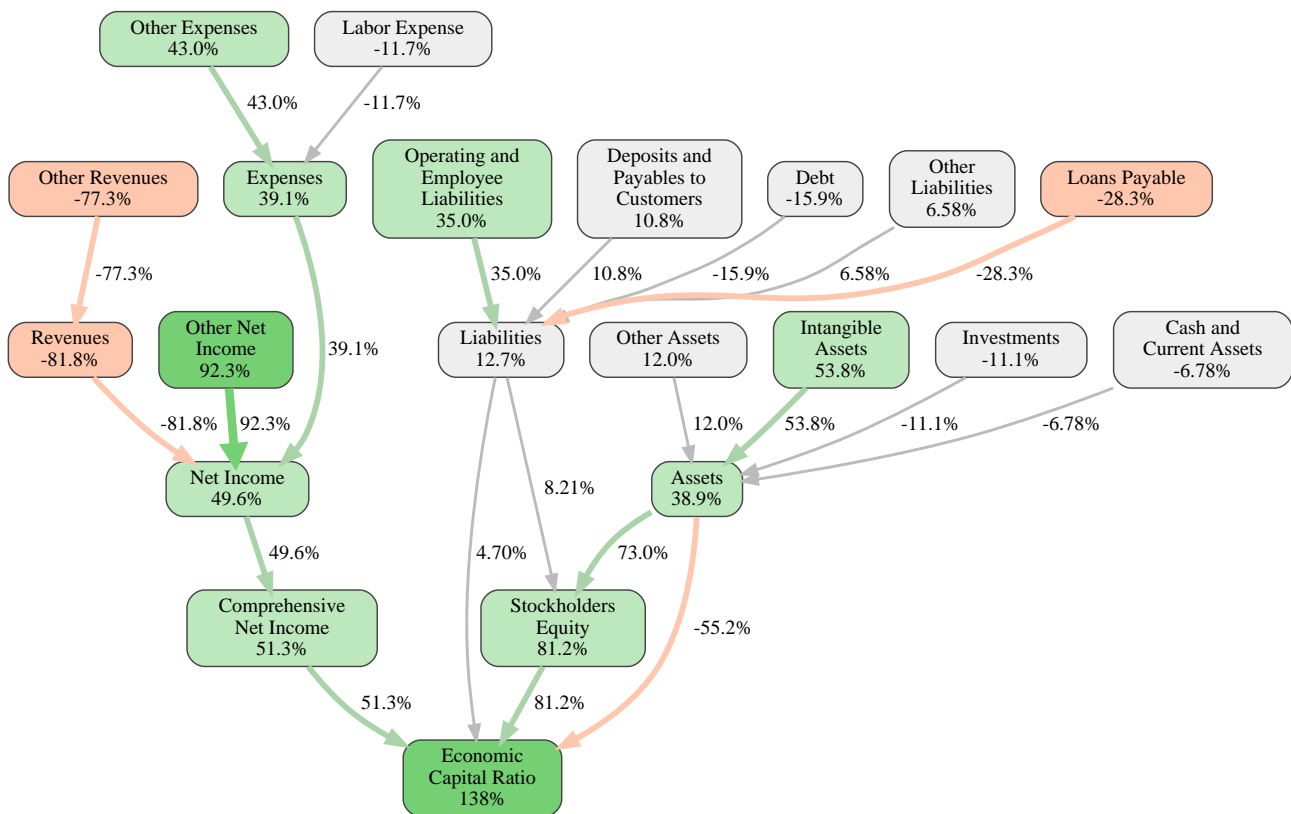 Other Expenses
43.0%
Labor Expense
-11.7%
43.0%
-11.7%
Other Revenues
-77.3%
Expenses
39.1%
Operating and
Employee
Liabilities
35.0%
Deposits and
Payables to
Customers
10.8%
Debt
-15.9%
Other
Liabilities
6.58%
Loans Payable
-28.3%
-77.3%
35.0%
10.8%
-15.9%
6.58%
-28.3%
Revenues
-81.8%
Other Net
Income
92.3%
39.1%
Liabilities
12.7%
Other Assets
12.0%
Intangible
Assets
53.8%
Investments
-11.1%
Cash and
Current Assets
-6.78%
-81.8%
92.3%
12.0%
53.8%
-11.1%
-6.78%
Net Income
49.6%
8.21%
Assets
38.9%
49.6%
4.70%
73.0%
Comprehensive
Net Income
51.3%
Stockholders
Equity
81.2%
-55.2%
51.3%
81.2%
Economic
Capital Ratio
138%